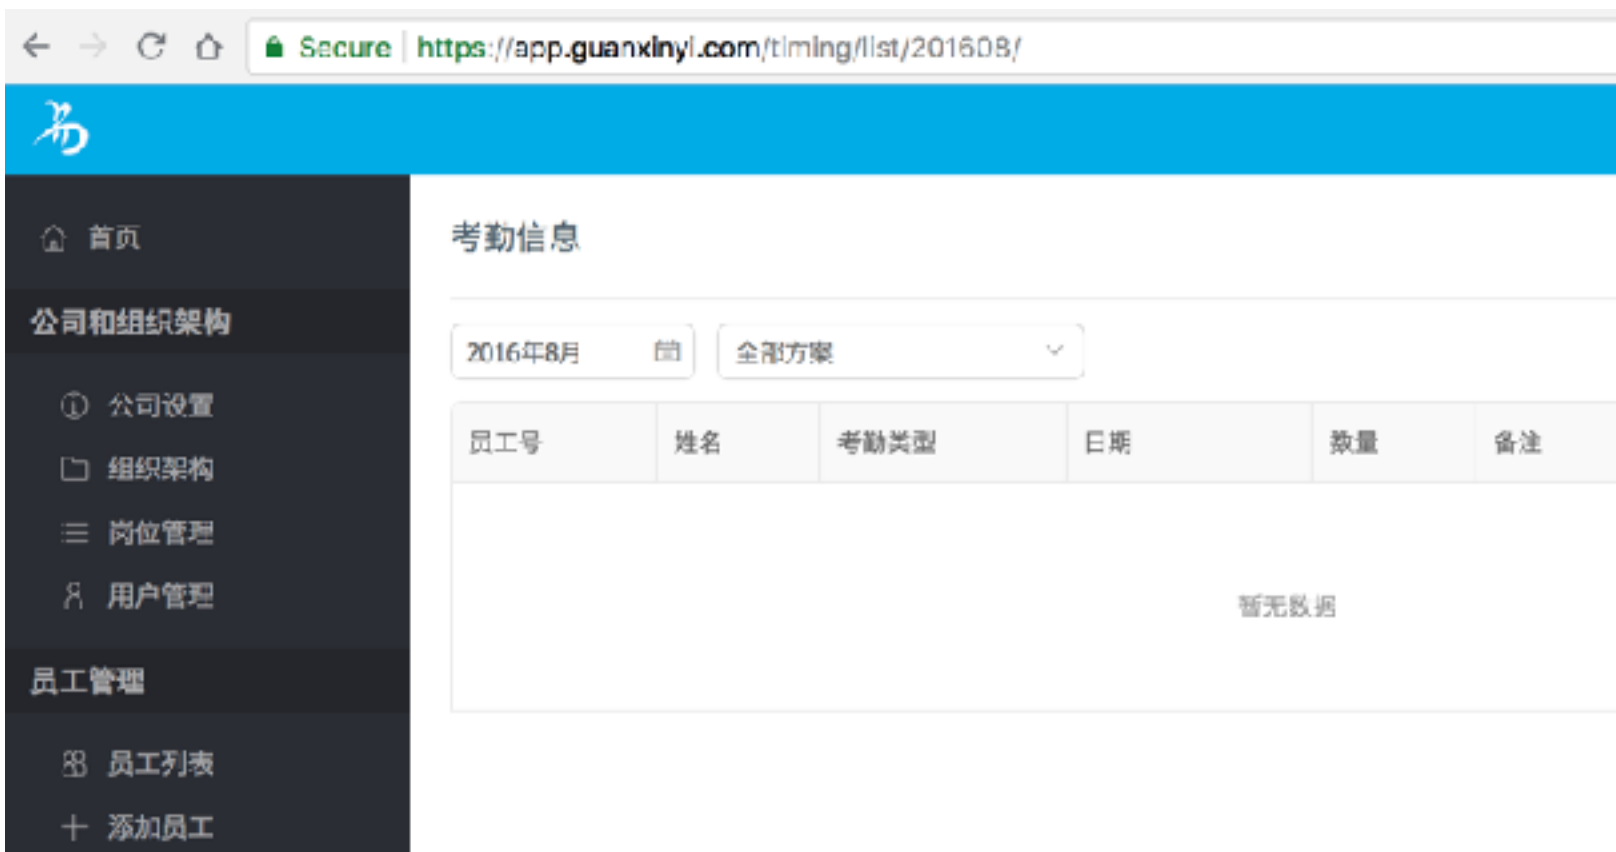 Secure | https://app.guanxinyi.com/timing/list/201608/
易
首页
公司和组织架构
公司设置
组织架构
岗位管理
用户管理
员工管理
员工列表
添加员工
考勤信息
2016年8月 全部方案
员工号 姓名 考勤类型 日期 数量 备注
暂无数据